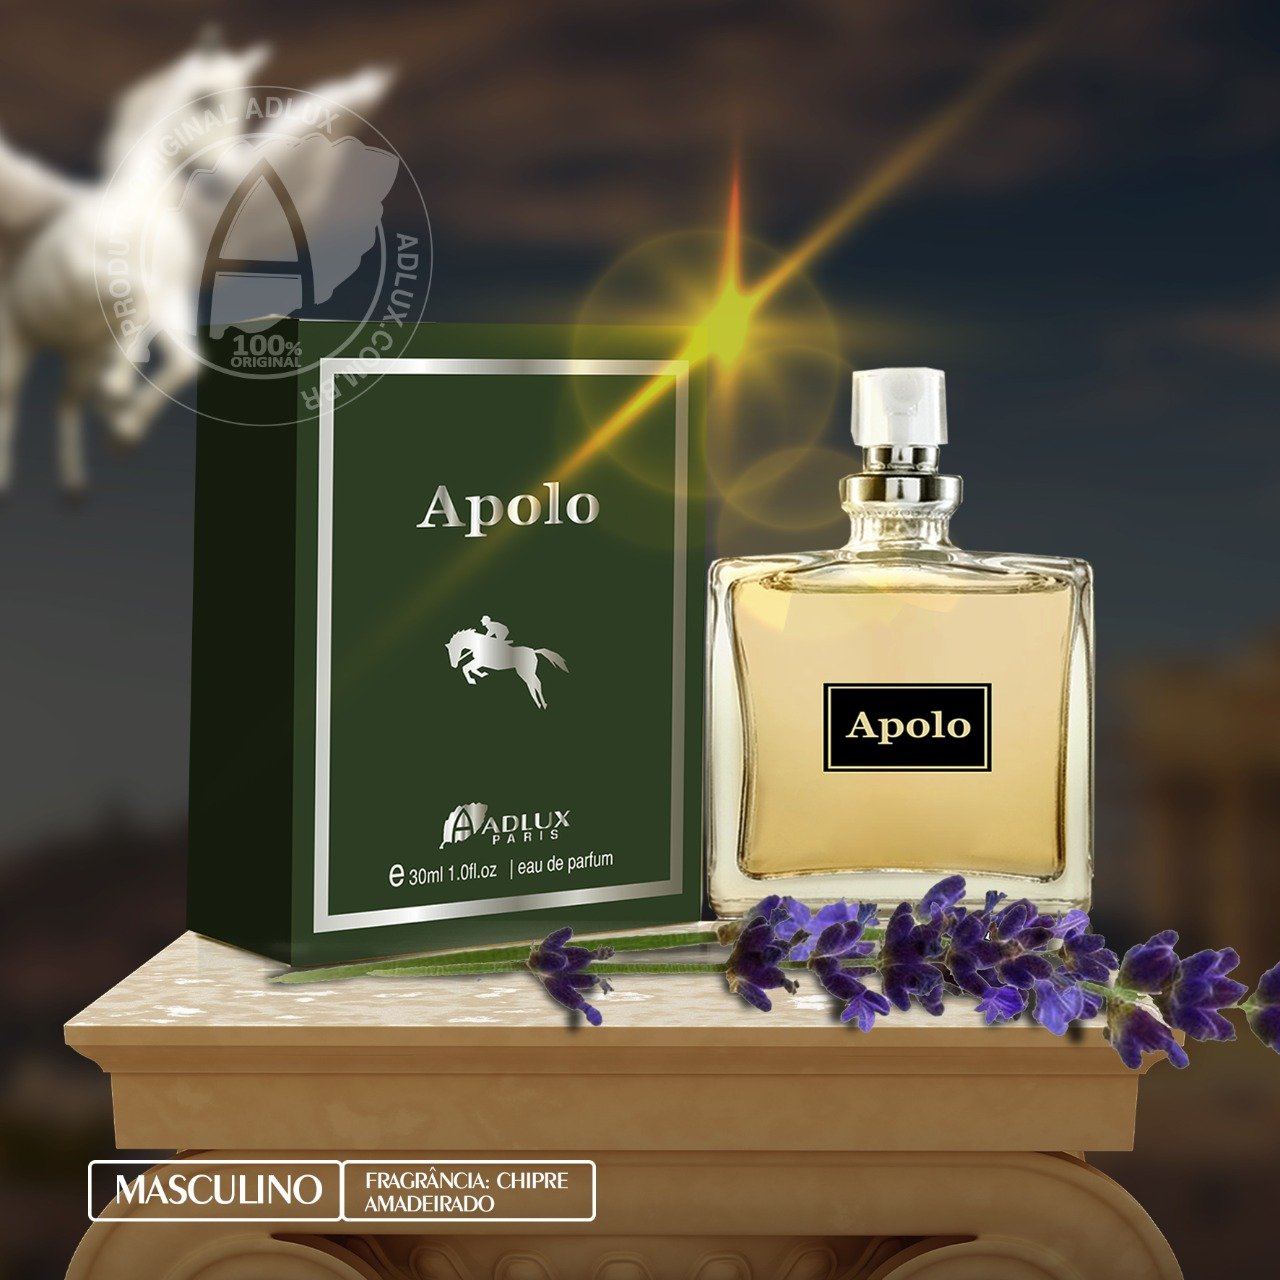 PRODUTO ORIGINAL ADLUX
ADLUX.COM.BR
A
100%
ORIGINAL
Apolo
ADLUX
PARIS
e 30ml 1.0fl.oz | eau de parfum
Apolo
MASCULINO
FRAGRÂNCIA: CHIPRE
AMADEIRADO